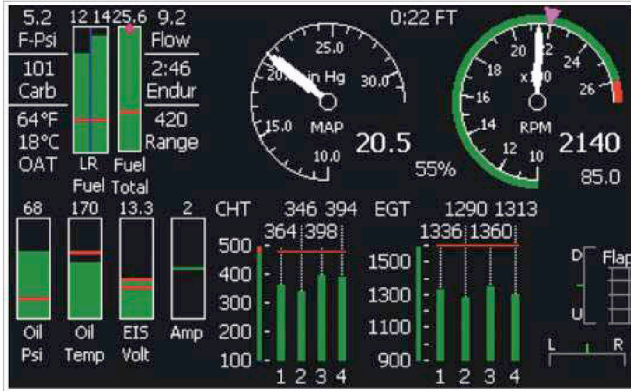 5.2 12 14 25.6 9.2 0:22 FT
F-Psi Flow
101 2:46
Carb Endur
64°F 420
18°C Range
OAT LR Fuel
Fuel Total
25.0
20 in Hg 30.0
15.0 MAP
10.0 20.5
55%
20 22
18 24
x100
16 26
14 RPM
12 10 2140
85.0
68 170 13.3 2
Oil Oil EIS Amp
Psi Temp Volt
CHT 346 394
364 398
500
400
300
200
100
1 2 3 4
EGT 1290 1313
1336 1360
1500
1300
1100
900
1 2 3 4
D Flap
U
L R